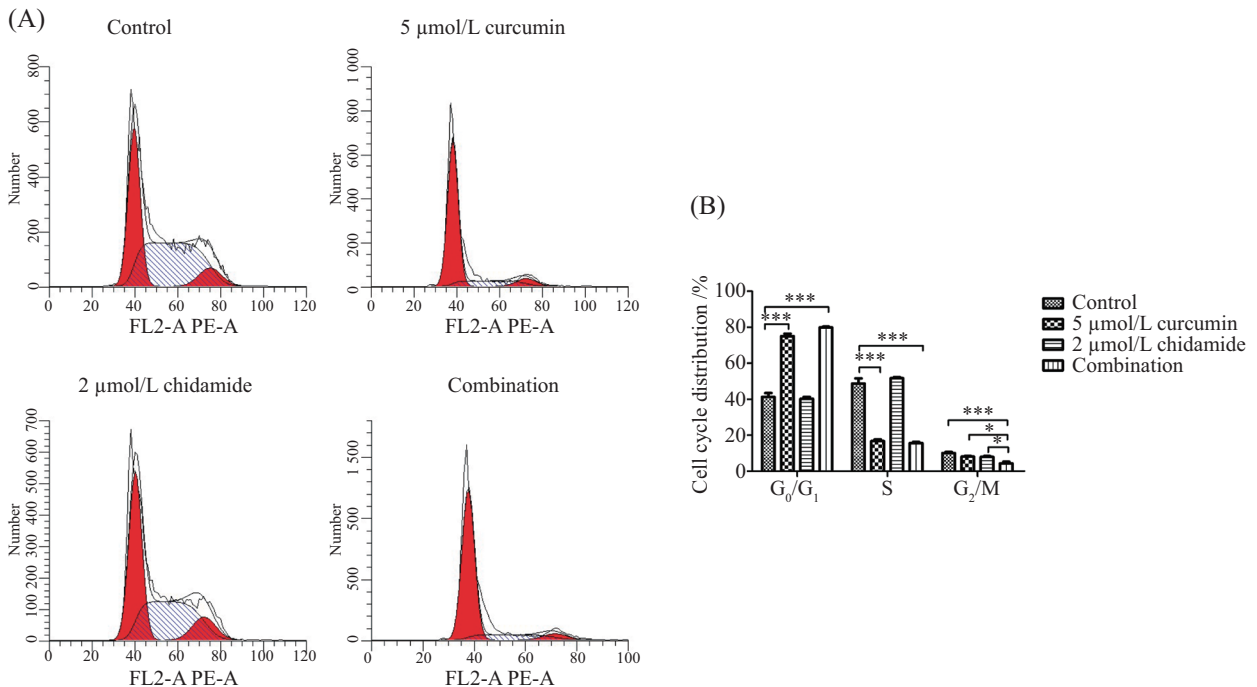 (A)
Control
Number
800
600
400
200
0
0 20 40 60 80 100 120
FL2-A PE-A
5 µmol/L curcumin
Number
1 000
800
600
400
200
0
0 20 40 60 80 100 120
FL2-A PE-A
2 µmol/L chidamide
Number
700
600
500
400
300
200
100
0
0 20 40 60 80 100 120
FL2-A PE-A
Combination
Number
1 500
500
500
0
0 20 40 60 80 100
FL2-A PE-A
(B)
Cell cycle distribution /%
100
80
60
40
20
0
***
***
***
***
***
*
*
G₀/G₁ S G₂/M
Control
5 µmol/L curcumin
2 µmol/L chidamide
Combination